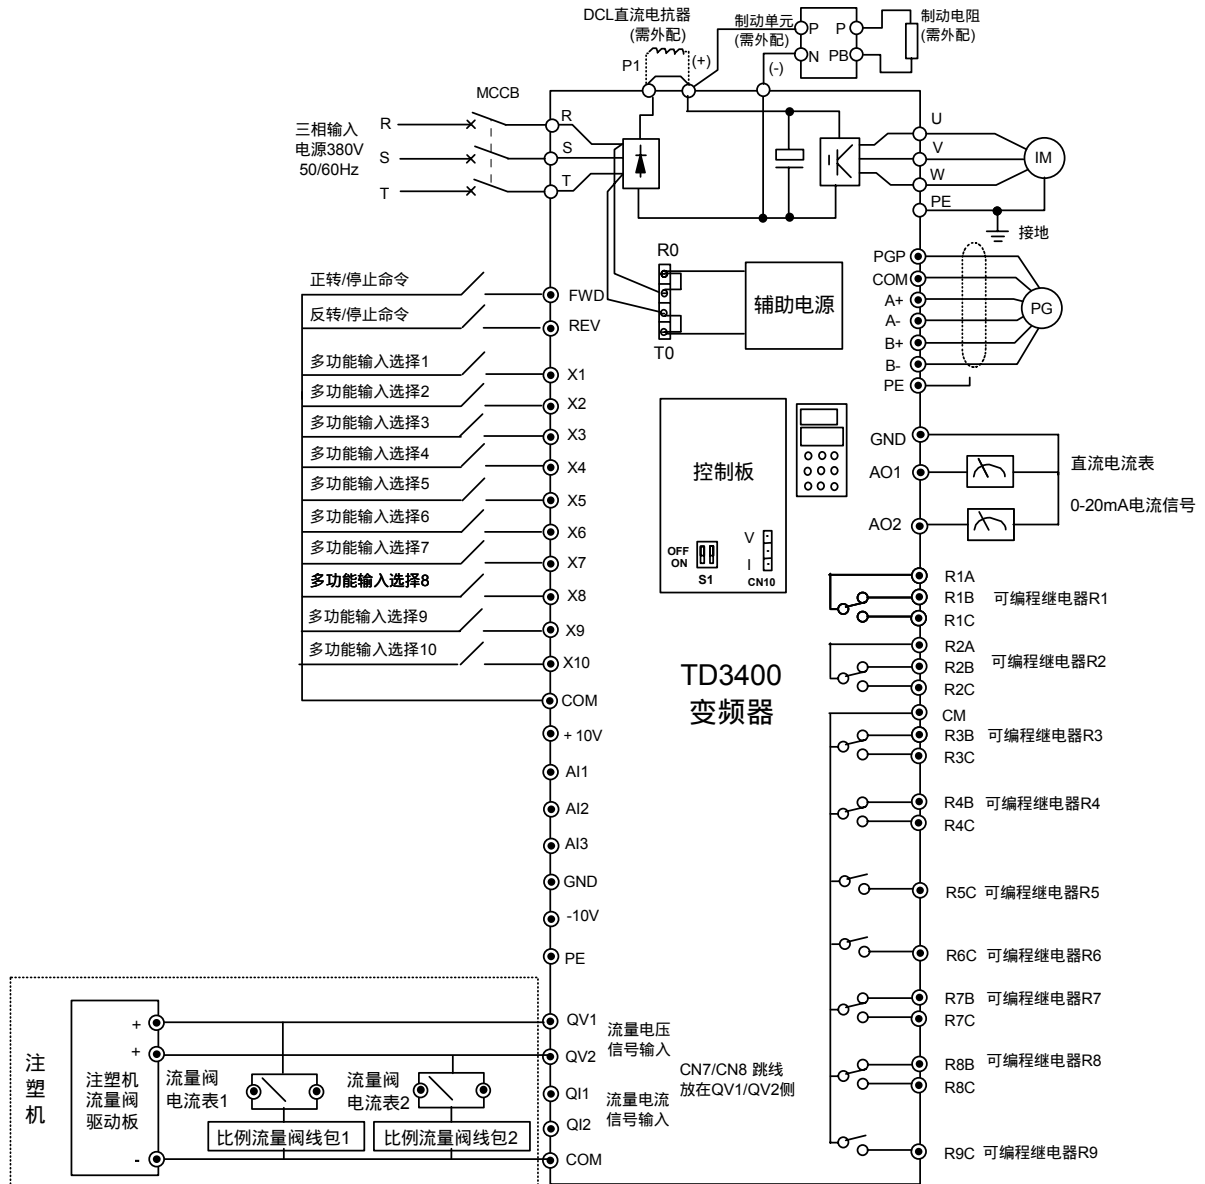 DCL直流电抗器
(需外配)
P1
(+)
制动单元
(需外配)
(-)
P
P
N
PB
制动电阻
(需外配)
MCCB
三相输入
电源380V
50/60Hz
R
S
T
R
S
T
U
V
W
PE
IM
接地
R0
T0
辅助电源
PGP
COM
A+
A-
B+
B-
PE
PG
正转/停止命令
FWD
反转/停止命令
REV
多功能输入选择1
X1
多功能输入选择2
X2
多功能输入选择3
X3
多功能输入选择4
X4
多功能输入选择5
X5
多功能输入选择6
X6
多功能输入选择7
X7
多功能输入选择8
X8
多功能输入选择9
X9
多功能输入选择10
X10
COM
+10V
AI1
AI2
AI3
GND
-10V
PE
控制板
OFF
ON
S1
V
I
CN10
GND
AO1
AO2
直流电流表
0-20mA电流信号
TD3400
变频器
R1A
R1B 可编程继电器R1
R1C
R2A
R2B 可编程继电器R2
R2C
CM
R3B 可编程继电器R3
R3C
R4B 可编程继电器R4
R4C
R5C 可编程继电器R5
R6C 可编程继电器R6
R7B 可编程继电器R7
R7C
R8B 可编程继电器R8
R8C
R9C 可编程继电器R9
注
塑
机
注塑机
流量阀
驱动板
+
+
-
流量阀
电流表1
流量阀
电流表2
比例流量阀线包1
比例流量阀线包2
QV1
QV2
流量电压
信号输入
QI1
QI2
流量电流
信号输入
COM
CN7/CN8 跳线
放在QV1/QV2侧